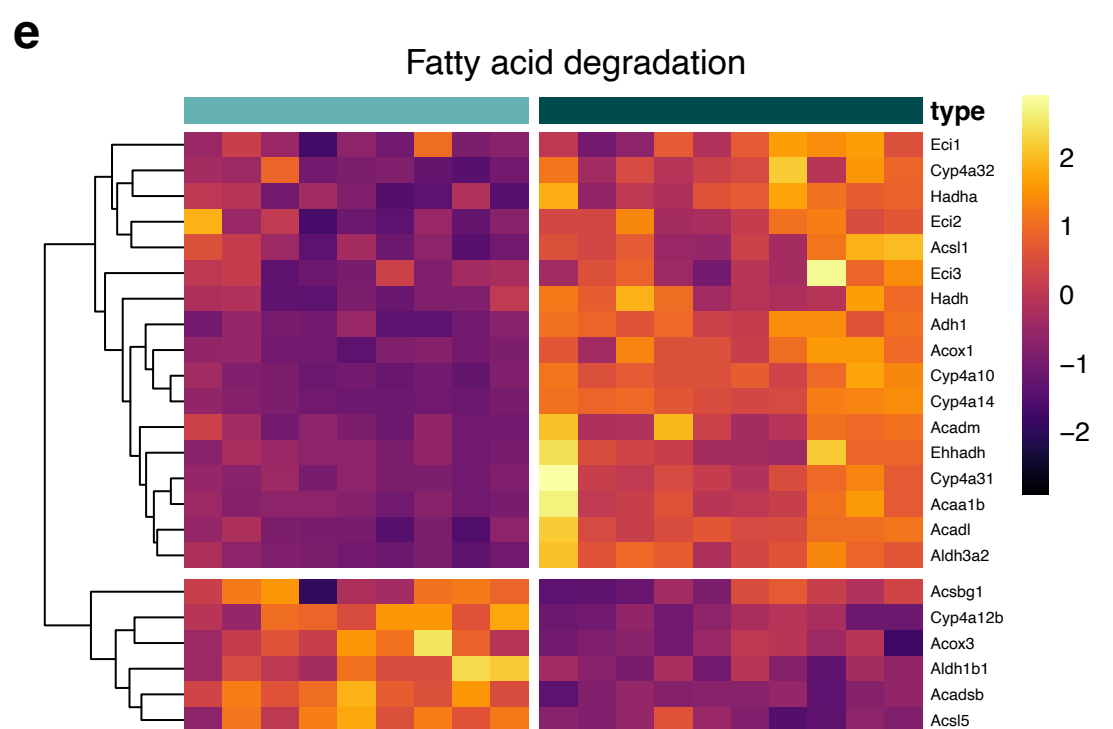 e
Fatty acid degradation
type
Eci1
Cyp4a32
Hadha
Eci2
Acsl1
Eci3
Hadh
Adh1
Acox1
Cyp4a10
Cyp4a14
Acadm
Ehhadh
Cyp4a31
Acaa1b
Acadl
Aldh3a2
Acsbg1
Cyp4a12b
Acox3
Aldh1b1
Acadsb
Acsl5
2
1
0
−1
−2